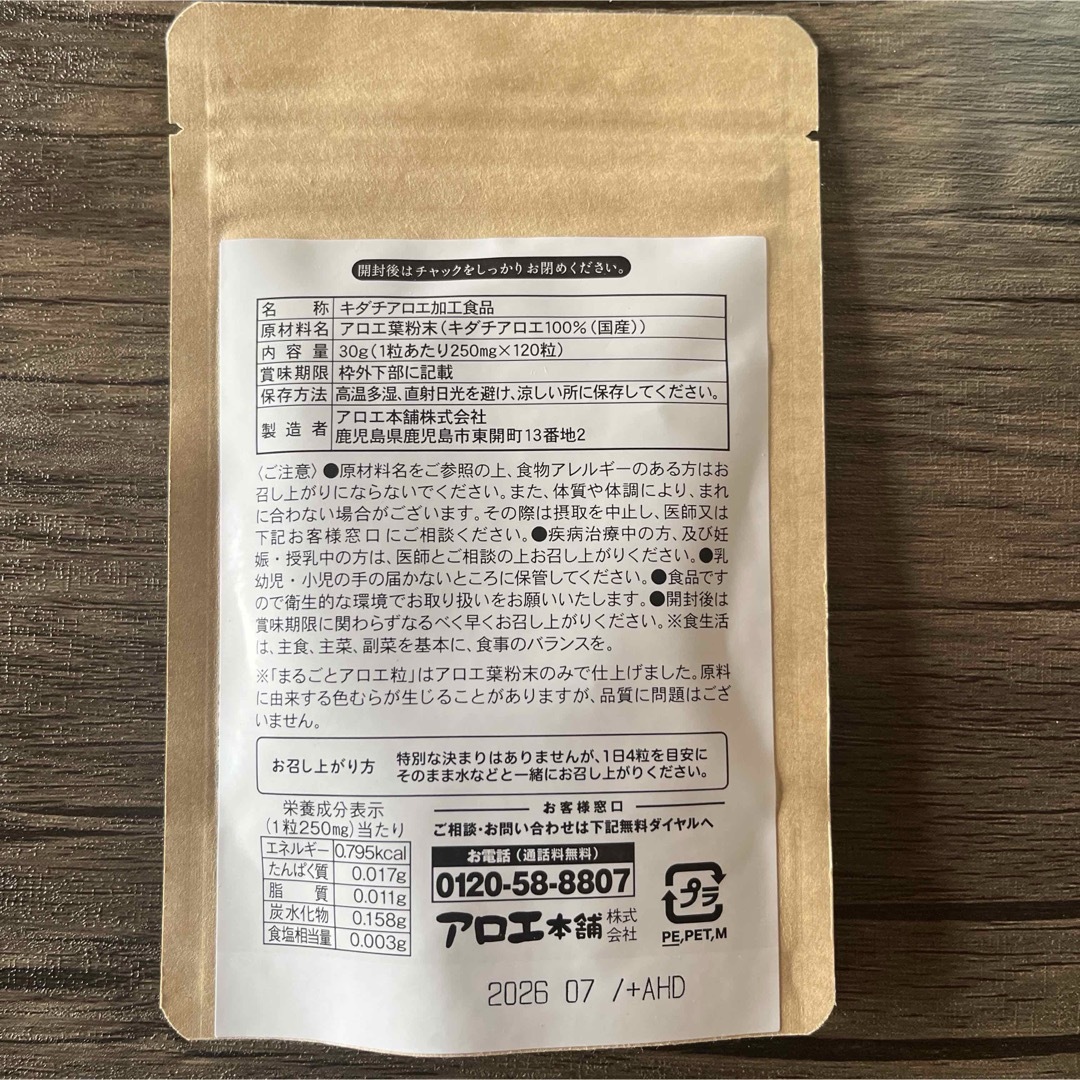 開封後はチャックをしっかりお閉めください。
名称 キダチアロエ加工食品
原材料名 アロエ葉粉末(キダチアロエ100%(国産))
内容量 30g(1粒あたり250mg×120粒)
賞味期限 枠外下部に記載
保存方法 高温多湿、直射日光を避け、涼しい所に保存してください。
製造者 アロエ本舗株式会社
鹿児島県鹿児島市東開町13番地2
〈ご注意〉●原材料名をご参照の上、食物アレルギーのある方はお
召し上がりにならないでください。また、体質や体調により、まれ
に合わない場合がございます。その際は摂取を中止し、医師又は
下記お客様窓口にご相談ください。●疾病治療中の方、及び妊
娠・授乳中の方は、医師とご相談の上お召し上がりください。●乳
幼児・小児の手の届かないところに保管してください。●食品です
ので衛生的な環境でお取り扱いをお願いいたします。●開封後は
賞味期限に関わらずなるべく早くお召し上がりください。※食生活
は、主食、主菜、副菜を基本に、食事のバランスを。
※「まるごとアロエ粒」はアロエ葉粉末のみで仕上げました。原料
に由来する色むらが生じることがありますが、品質に問題はござ
いません。
お召し上がり方
特別な決まりはありませんが、1日4粒を目安に
そのまま水などと一緒にお召し上がりください。
栄養成分表示
(1粒250mg)当たり
エネルギー 0.795kcal
たんぱく質 0.017g
脂質 0.011g
炭水化物 0.158g
食塩相当量 0.003g
お客様窓口
ご相談・お問い合わせは下記無料ダイヤルへ
お電話(通話料無料)
0120-58-8807
アロエ本舗 株式会社
プラ
PE,PET,M
2026 07 /+AHD